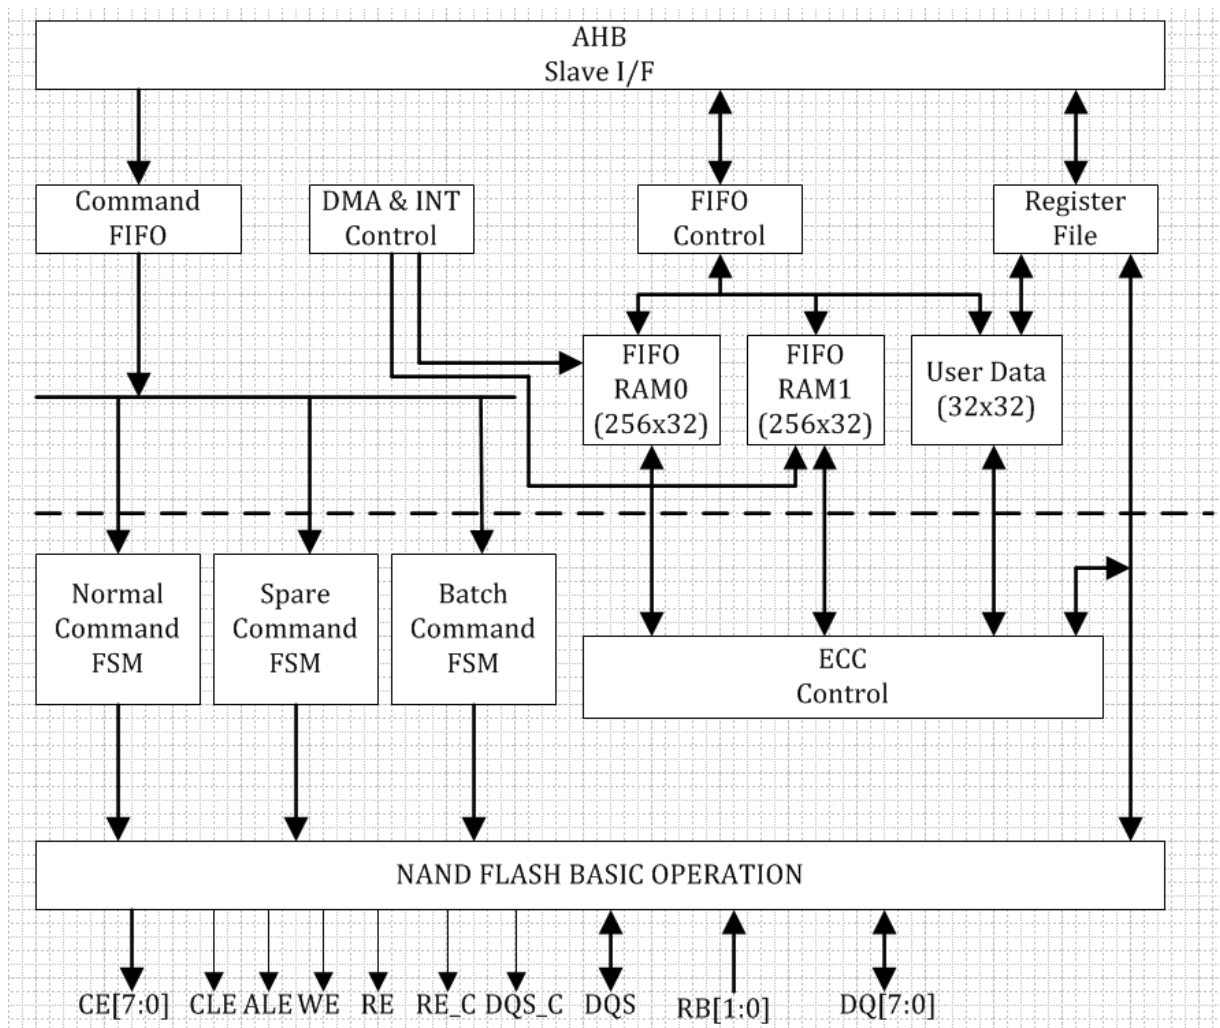 AHB
Slave I/F
Command
FIFO
DMA & INT
Control
FIFO
Control
Register
File
FIFO
RAM0
(256x32)
FIFO
RAM1
(256x32)
User Data
(32x32)
Normal
Command
FSM
Spare
Command
FSM
Batch
Command
FSM
ECC
Control
NAND FLASH BASIC OPERATION
CE[7:0] CLE ALE WE RE RE_C DQS_C DQS RB[1:0] DQ[7:0]